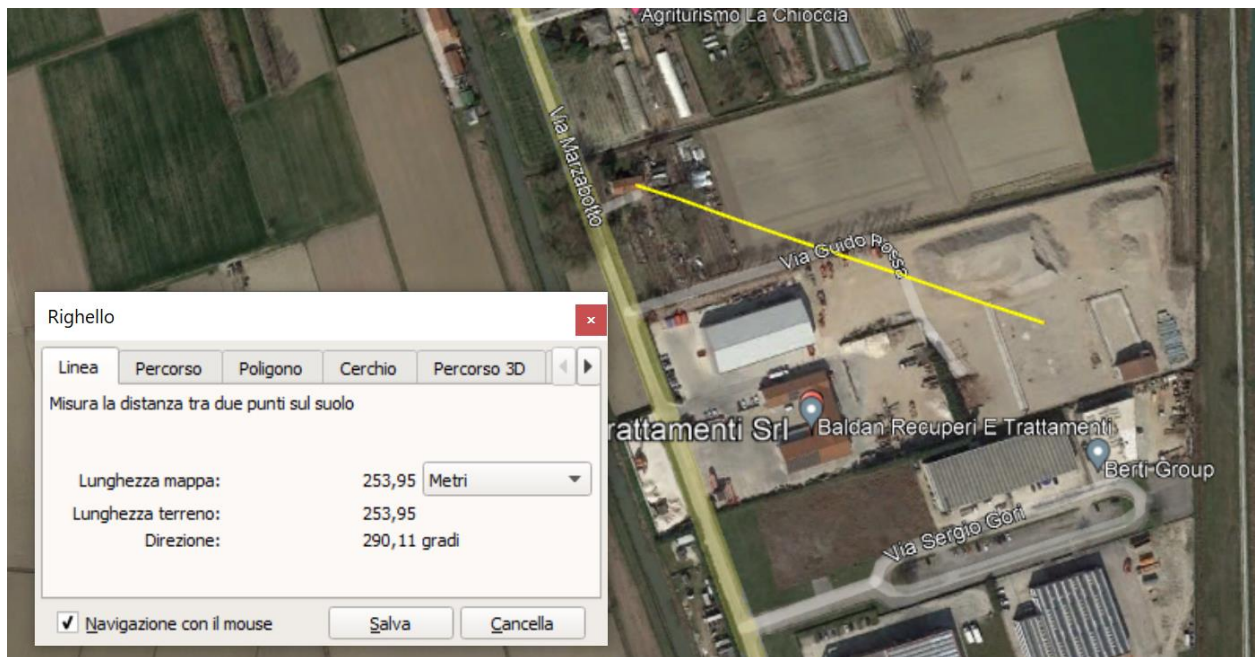 Agriturismo La Chioccia
Via Marzabotto
Via Guido Rossa
Righello
Linea
Percorso
Poligono
Cerchio
Percorso 3D
Misura la distanza tra due punti sul suolo
Lunghezza mappa: 253,95 Metri
Lunghezza terreno: 253,95
Direzione: 290,11 gradi
Navigazione con il mouse
Salva
Cancella
rattamenti Srl
Baldan Recuperi E Trattamenti
Berti Group
Via Sergio Gori